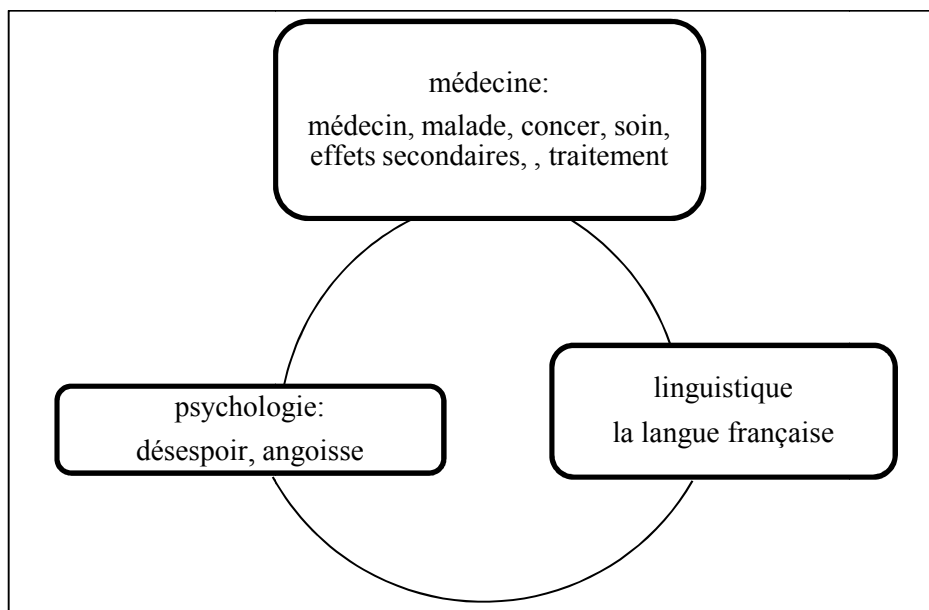 médecine:
médecin, malade, concer, soin,
effets secondaires, , traitement
psychologie:
désespoir, angoisse
linguistique
la langue française